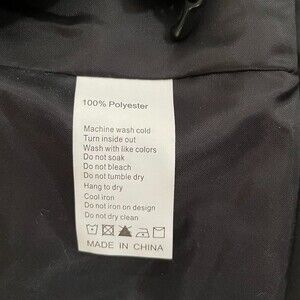 100% Polyester
Machine wash cold
Turn inside out
Wash with like colors
Do not soak
Do not bleach
Do not tumble dry
Hang to dry
Cool iron
Do not iron on design
Do not dry clean
MADE IN CHINA